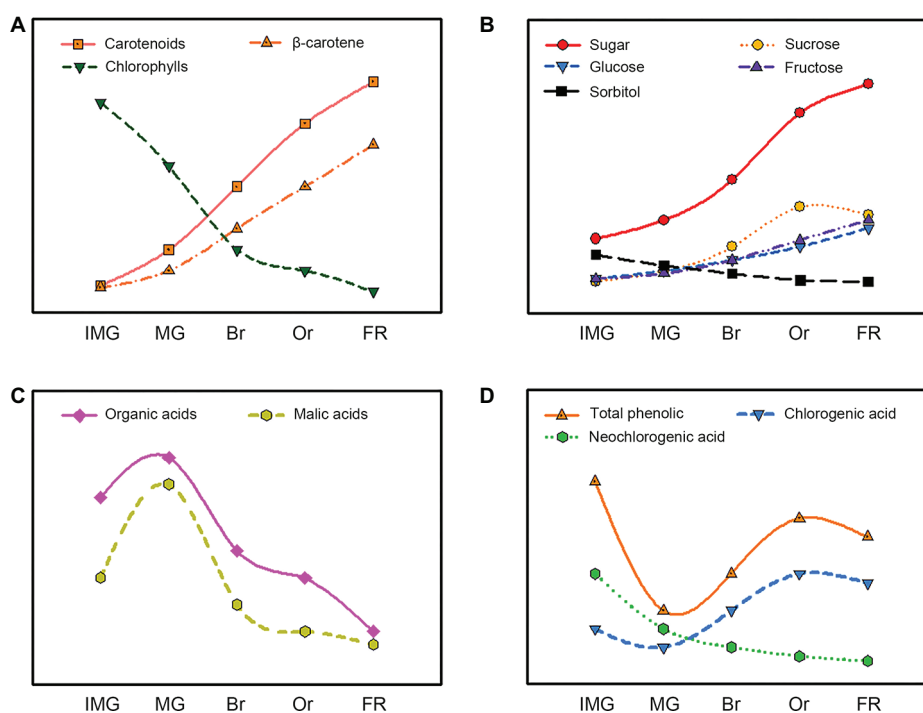 A
Carotenoids β-carotene
Chlorophylls
IMG MG Br Or FR
B
Sugar Sucrose
Glucose Fructose
Sorbitol
IMG MG Br Or FR
C
Organic acids Malic acids
IMG MG Br Or FR
D
Total phenolic Chlorogenic acid
Neochlorogenic acid
IMG MG Br Or FR